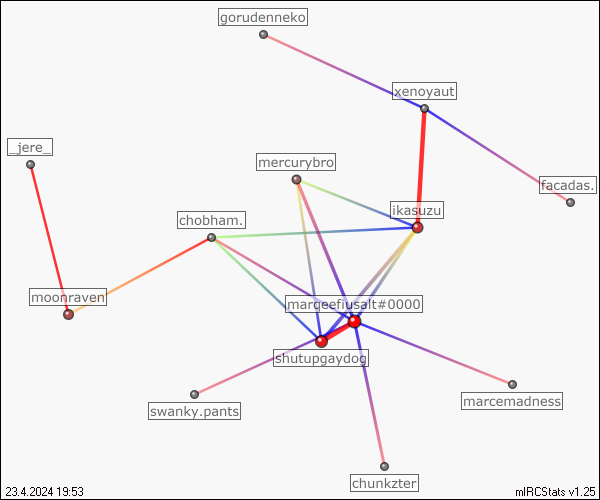 gorudenneko
xenoyaut
_jere_
mercurybro
facadas.
ikasuzu
chobham.
moonraven
marqeefiusalt#0000
shutupgaydog
marcemadness
swanky.pants
chunkzter
23.4.2024 19:53
mIRCStats v1.25